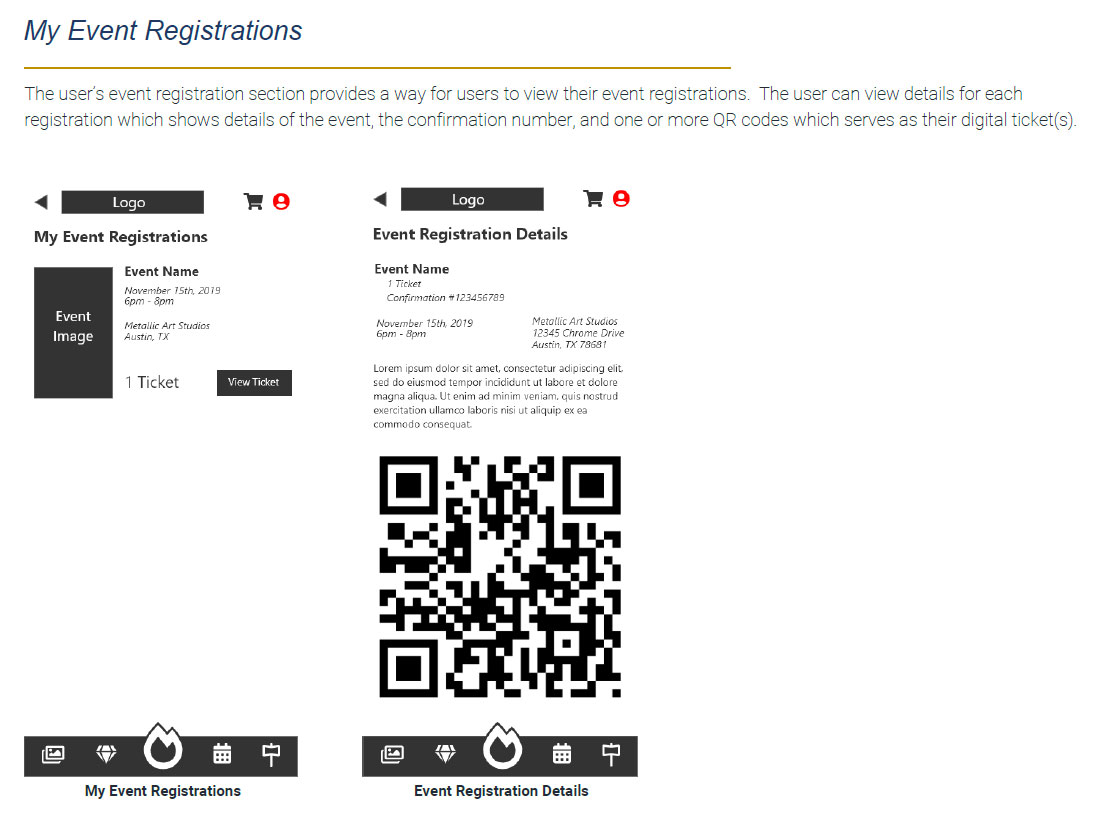 My Event Registrations
The user's event registration section provides a way for users to view their event registrations.  The user can view details for each
registration which shows details of the event, the confirmation number, and one or more QR codes which serves as their digital ticket(s).
Logo
My Event Registrations
Event
Image
Event Name
November 15th, 2019
6pm - 8pm
Metallic Art Studios
Austin, TX
1 Ticket
View Ticket
My Event Registrations
Logo
Event Registration Details
Event Name
1 Ticket
Confirmation #123456789
November 15th, 2019
6pm - 8pm
Metallic Art Studios
12345 Chrome Drive
Austin, TX 78681
Lorem ipsum dolor sit amet, consectetur adipiscing elit,
sed do eiusmod tempor incididunt ut labore et dolore
magna aliqua. Ut enim ad minim veniam, quis nostrud
exercitation ullamco laboris nisi ut aliquip ex ea
commodo consequat.
Event Registration Details